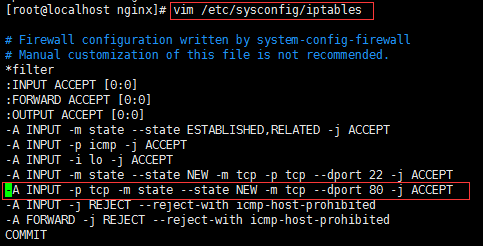 [root@localhost nginx]# vim /etc/sysconfig/iptables
# Firewall configuration written by system-config-firewall
# Manual customization of this file is not recommended.
*filter
:INPUT ACCEPT [0:0]
:FORWARD ACCEPT [0:0]
:OUTPUT ACCEPT [0:0]
-A INPUT -m state --state ESTABLISHED,RELATED -j ACCEPT
-A INPUT -p icmp -j ACCEPT
-A INPUT -i lo -j ACCEPT
-A INPUT -m state --state NEW -m tcp -p tcp --dport 22 -j ACCEPT
-A INPUT -p tcp -m state --state NEW -m tcp --dport 80 -j ACCEPT
-A INPUT -j REJECT --reject-with icmp-host-prohibited
-A FORWARD -j REJECT --reject-with icmp-host-prohibited
COMMIT